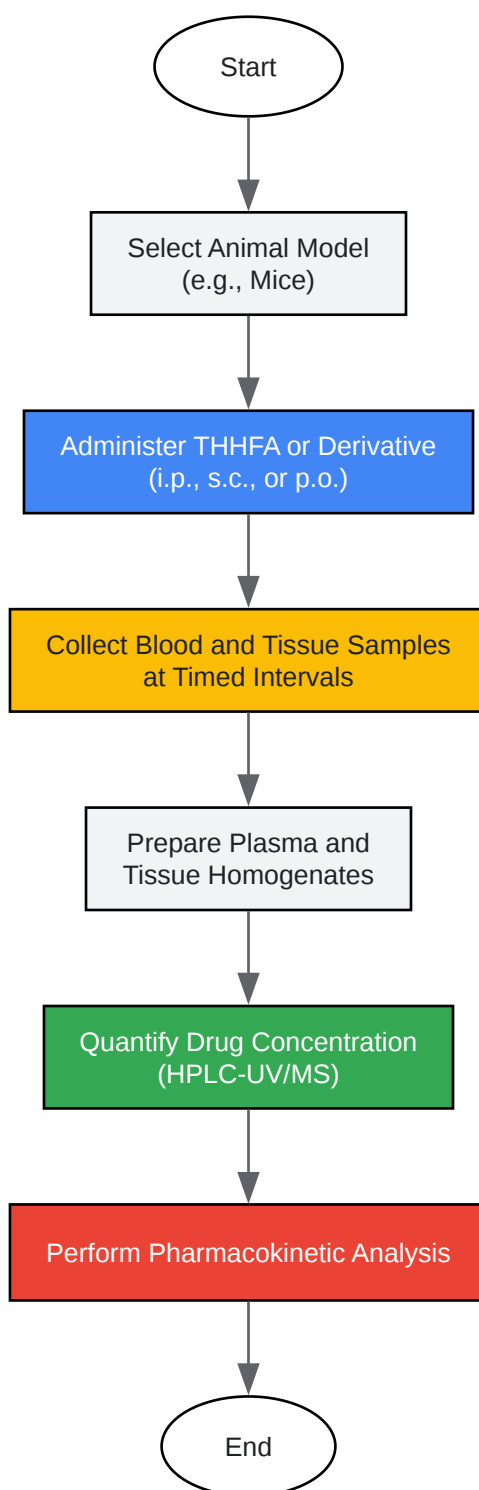 Start
Select Animal Model
(e.g., Mice)
Administer THHFA or Derivative
(i.p., s.c., or p.o.)
Collect Blood and Tissue Samples
at Timed Intervals
Prepare Plasma and
Tissue Homogenates
Quantify Drug Concentration
(HPLC-UV/MS)
Perform Pharmacokinetic Analysis
End